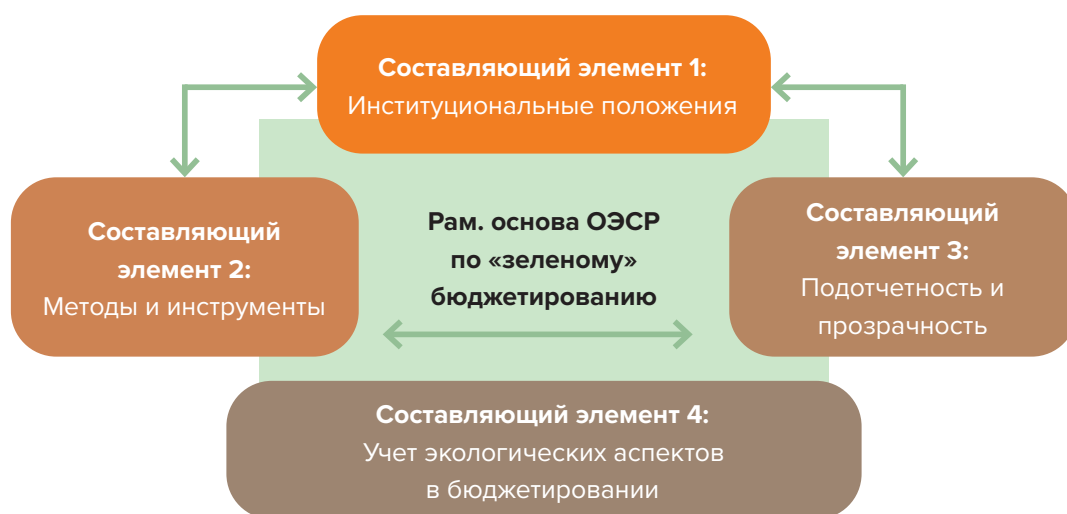 Составляющий элемент 1:
Институциональные положения
Составляющий
элемент 2:
Методы и инструменты
Рам. основа ОЭСР
по «зеленому»
бюджетированию
Составляющий
элемент 3:
Подотчетность и
прозрачность
Составляющий элемент 4:
Учет экологических аспектов
в бюджетировании